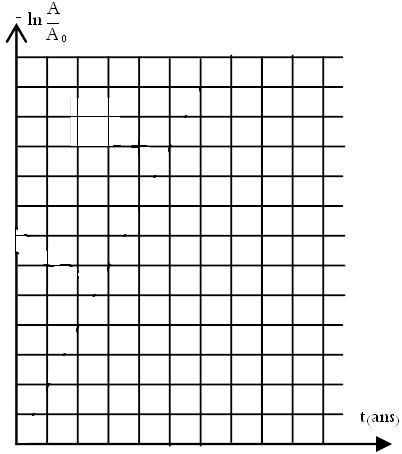 - ln A/A₀
t(ans)